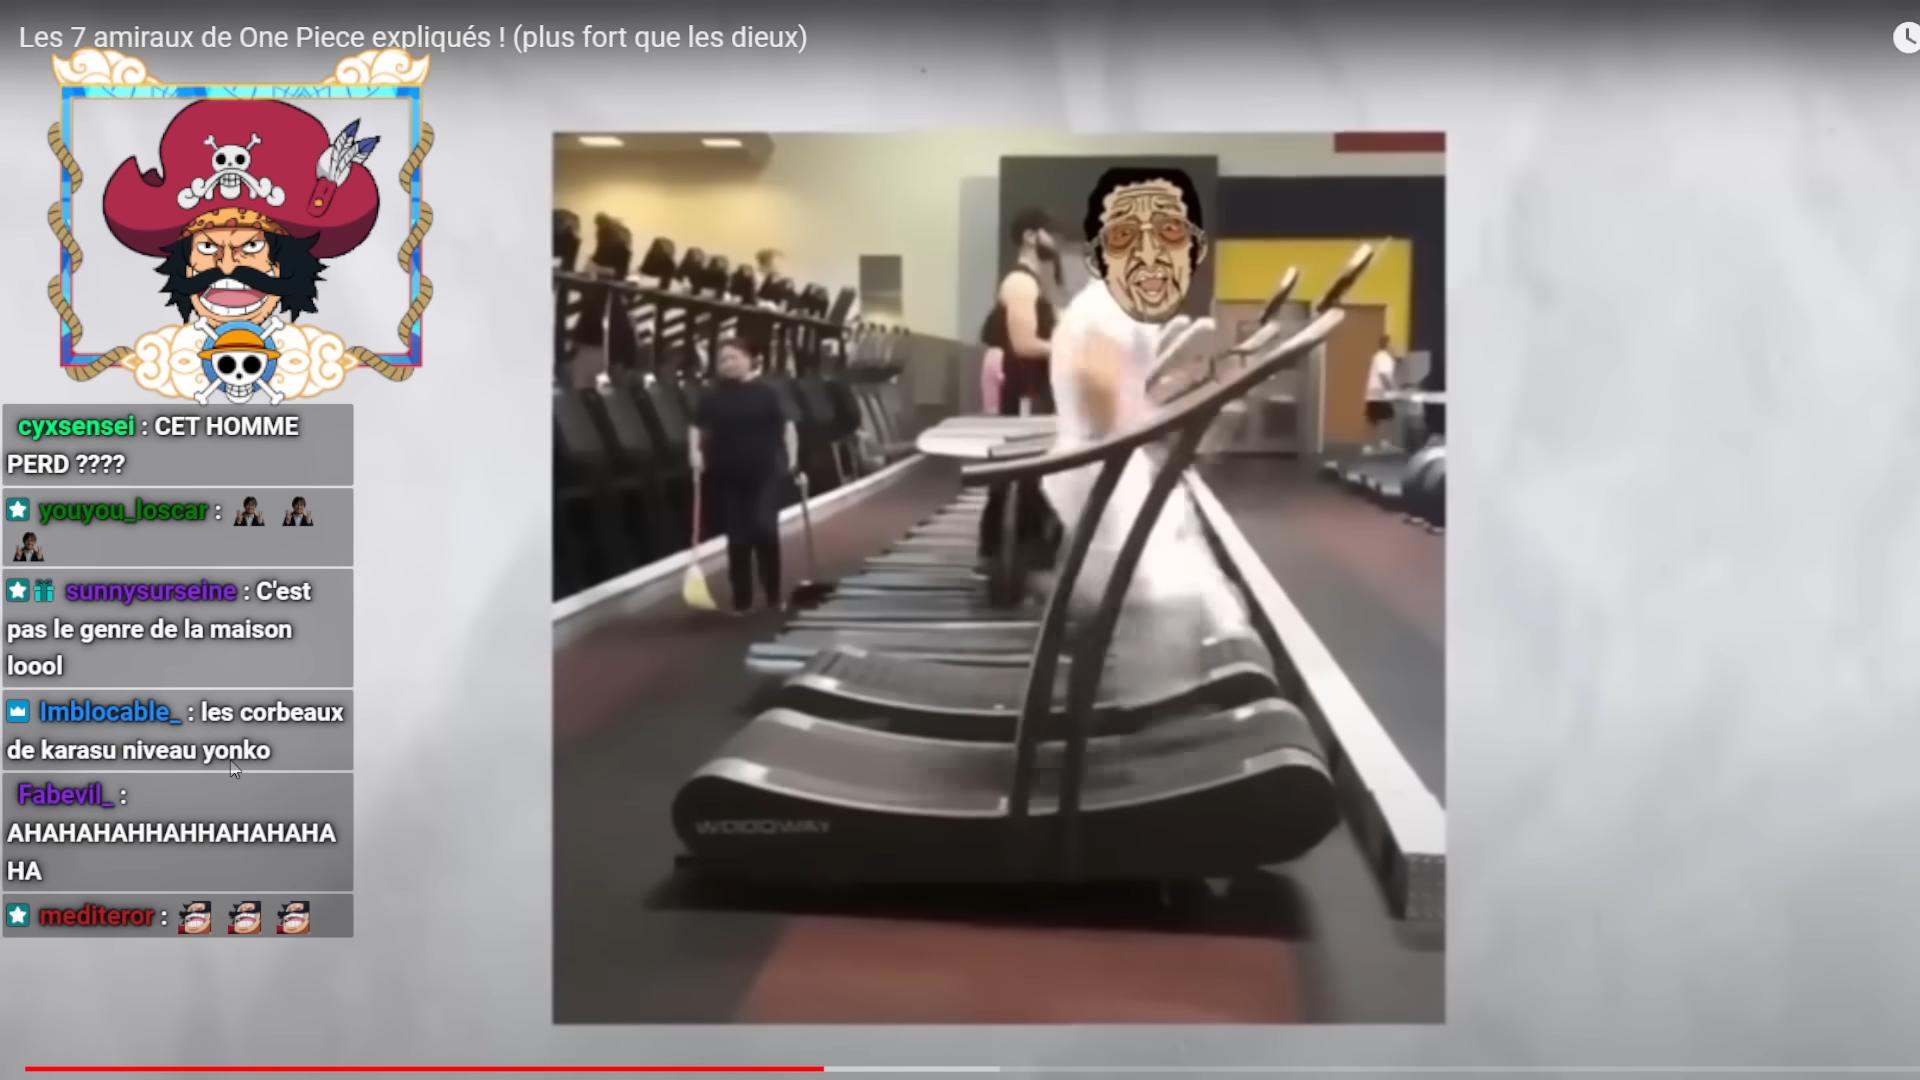 Les 7 amiraux de One Piece expliqués ! (plus fort que les dieux)
cyxsensei : CET HOMME
PERD ????
youyou_loscar :
sunnysurseine : C'est
pas le genre de la maison
loool
Imblocable_ : les corbeaux
de karasu niveau yonko
Fabevil_ :
AHAHAHAHHAHHAHAHAHA
HA
mediteror :
WOODWAY